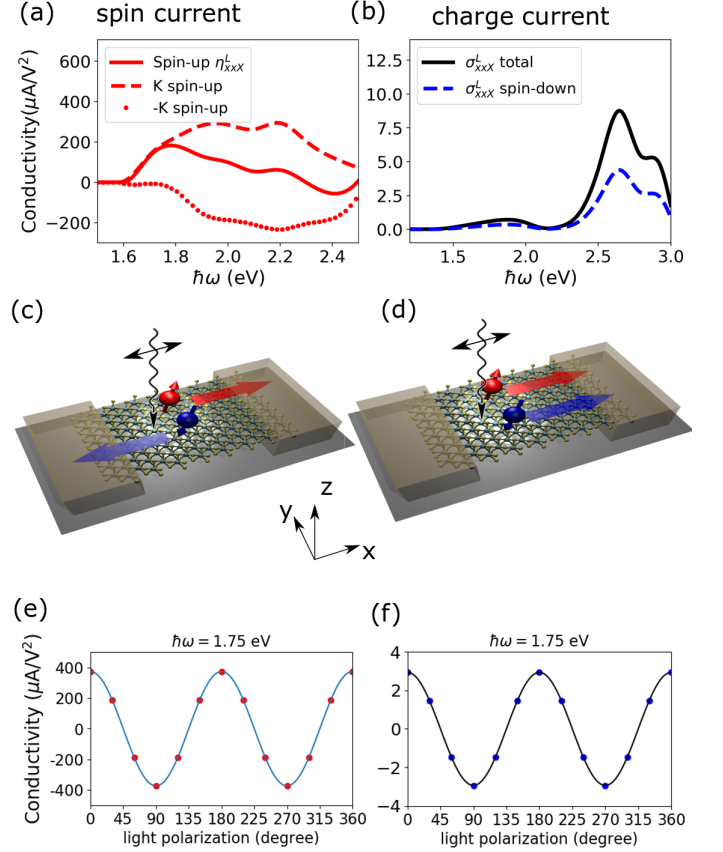 (a) spin current
600
400
200
0
−200
Conductivity(μA/V²)
Spin-up η^L_xxX
K spin-up
-K spin-up
1.6 1.8 2.0 2.2 2.4
ħω (eV)
(b) charge current
12.5
10.0
7.5
5.0
2.5
0.0
σ^L_xxX total
σ^L_xxX spin-down
1.5 2.0 2.5 3.0
ħω (eV)
(c)
(d)
z
y
x
(e)
ħω = 1.75 eV
Conductivity (μA/V²)
400
200
0
-200
-400
0 45 90 135 180 225 270 315 360
light polarization (degree)
(f)
ħω = 1.75 eV
4
2
0
−2
−4
0 45 90 135 180 225 270 315 360
light polarization (degree)